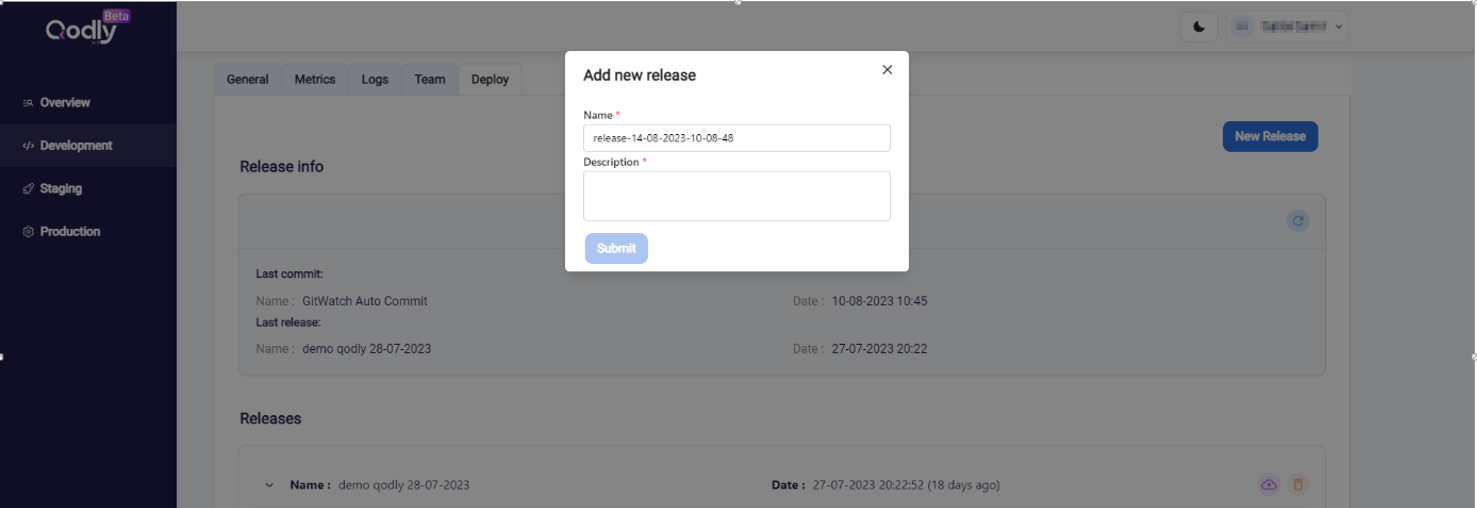 Qodly Beta
General Metrics Logs Team Deploy
Overview
Development
Staging
Production
Add new release
Name *
release-14-08-2023-10-08-48
Description *
Submit
New Release
Release info
Last commit:
Name : GitWatch Auto Commit Date : 10-08-2023 10:45
Last release:
Name : demo qodly 28-07-2023 Date : 27-07-2023 20:22
Releases
Name : demo qodly 28-07-2023 Date : 27-07-2023 20:22:52 (18 days ago)